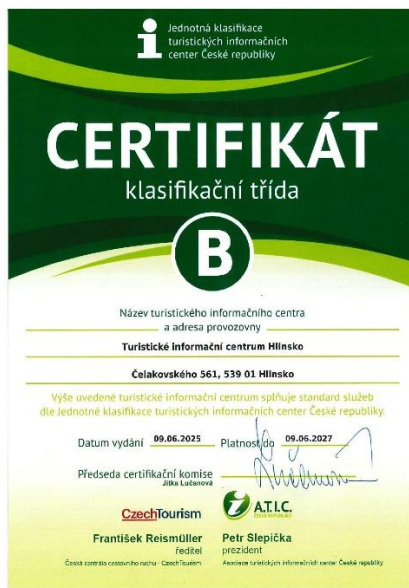 Jednotná klasifikace
turistických informačních
center České republiky
CERTIFIKÁT
klasifikační třída
B
Název turistického informačního centra
a adresa provozovny
Turistické informační centrum Hlinsko
Čelakovského 561, 539 01 Hlinsko
Výše uvedené turistické informační centrum splňuje standard služeb
dle Jednotné klasifikace turistických informačních center České republiky.
Datum vydání 09.06.2025 Platnost do 09.06.2027
Předseda certifikační komise
Jitka Lučanová
CzechTourism
A.T.I.C.
ČESKÉ REPUBLIKY
František Reismüller
ředitel
Česká centrála cestovního ruchu - CzechTourism
Petr Slepička
prezident
Asociace turistických informačních center České republiky